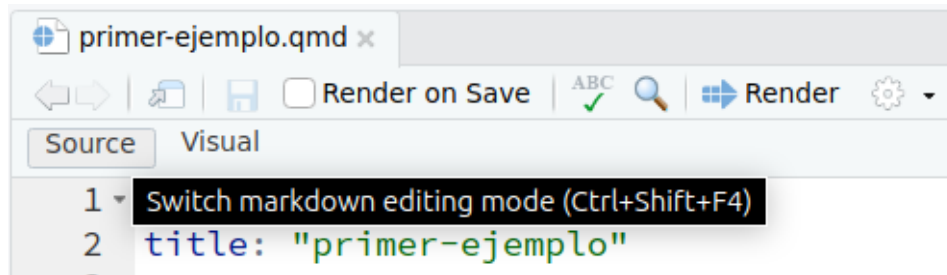 primer-ejemplo.qmd ×
Render on Save ABC Render
Source Visual
1 Switch markdown editing mode (Ctrl+Shift+F4)
2 title: "primer-ejemplo"